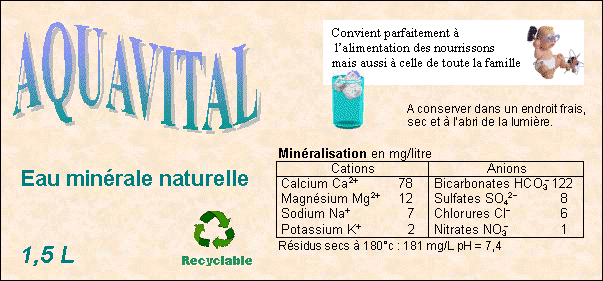 AQUAVITAL
Convient parfaitement à
l'alimentation des nourrissons
mais aussi à celle de toute la famille
A conserver dans un endroit frais,
sec et à l'abri de la lumière.
Eau minérale naturelle
Minéralisation en mg/litre
Cations Anions
Calcium Ca²⁺ 78 Bicarbonates HCO₃⁻ 122
Magnésium Mg²⁺ 12 Sulfates SO₄²⁻ 8
Sodium Na⁺ 7 Chlorures Cl⁻ 6
Potassium K⁺ 2 Nitrates NO₃⁻ 1
Résidus secs à 180°c : 181 mg/L pH = 7,4
1,5 L
Recyclable